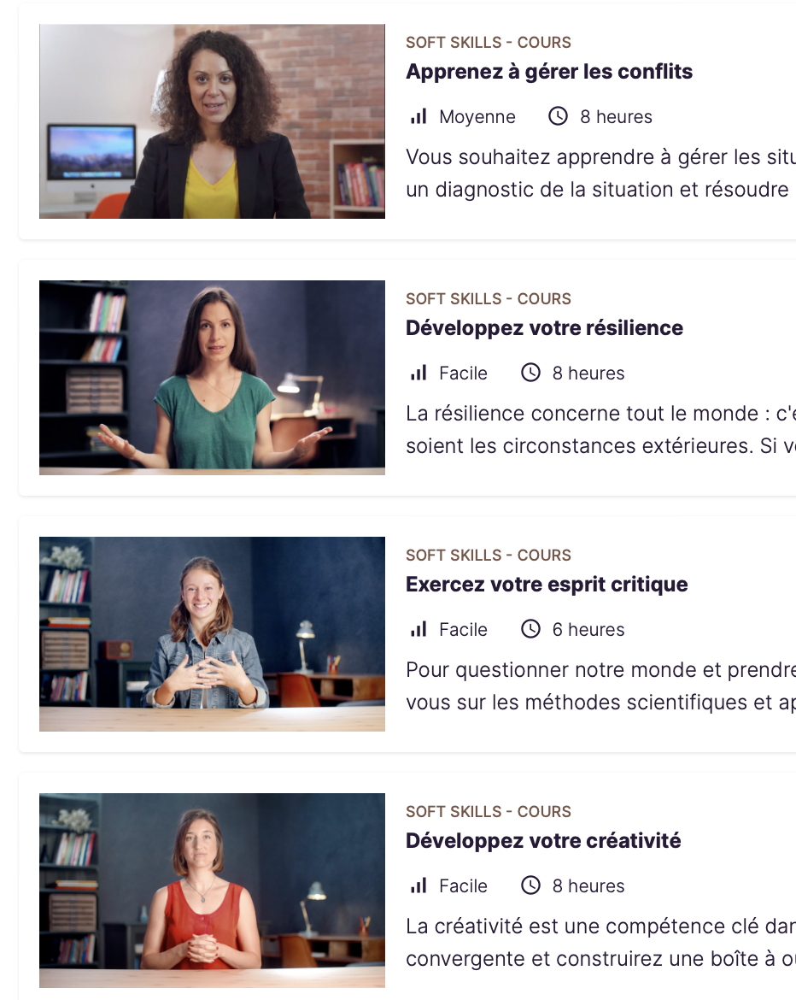 SOFT SKILLS - COURS
Apprenez à gérer les conflits
Moyenne 8 heures
Vous souhaitez apprendre à gérer les
un diagnostic de la situation et résoudre
SOFT SKILLS - COURS
Développez votre résilience
Facile 8 heures
La résilience concerne tout le monde :
soient les circonstances extérieures. Si
SOFT SKILLS - COURS
Exercez votre esprit critique
Facile 6 heures
Pour questionner notre monde et prendre
vous sur les méthodes scientifiques et
SOFT SKILLS - COURS
Développez votre créativité
Facile 8 heures
La créativité est une compétence clé
convergente et construirez une boîte à